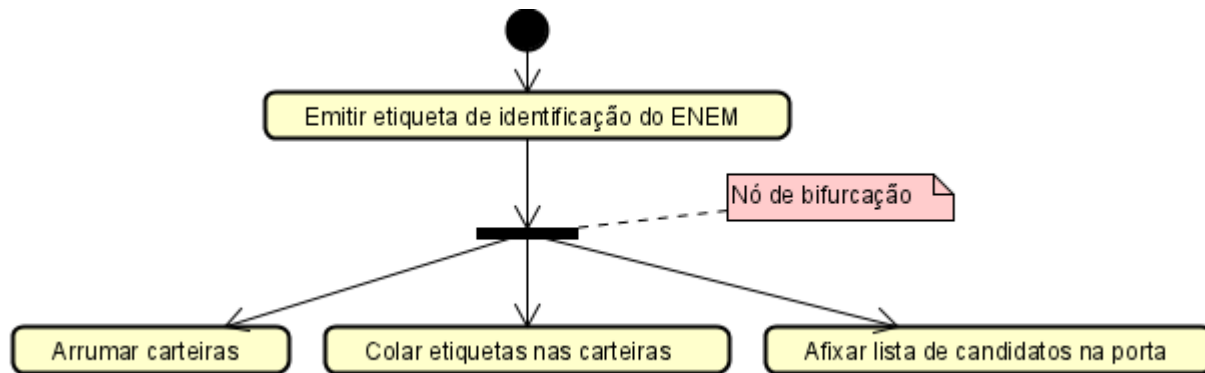 Emitir etiqueta de identificação do ENEM
Nó de bifurcação
Arrumar carteiras
Colar etiquetas nas carteiras
Afixar lista de candidatos na porta